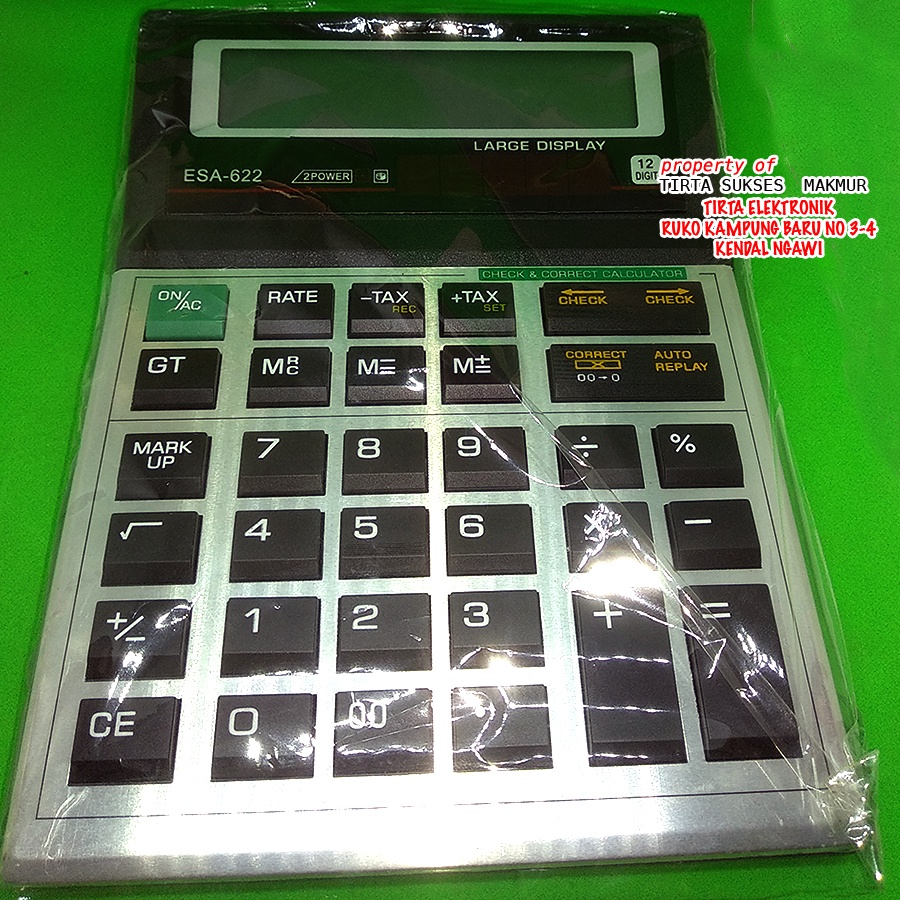 LARGE DISPLAY
ESA-622
2POWER
12
DIGIT
property of
TIRTA SUKSES MAKMUR
TIRTA ELEKTRONIK
RUKO KAMPUNG BARU NO 3-4
KENDAL NGAWI
CHECK & CORRECT CALCULATOR
ON/AC
RATE
-TAX
REC
+TAX
SET
CHECK
CHECK
GT
MRC
M=
M±
CORRECT
00→0
AUTO
REPLAY
MARK
UP
7
8
9
÷
%
√
4
5
6
×
−
+/−
1
2
3
+
=
CE
0
00
.